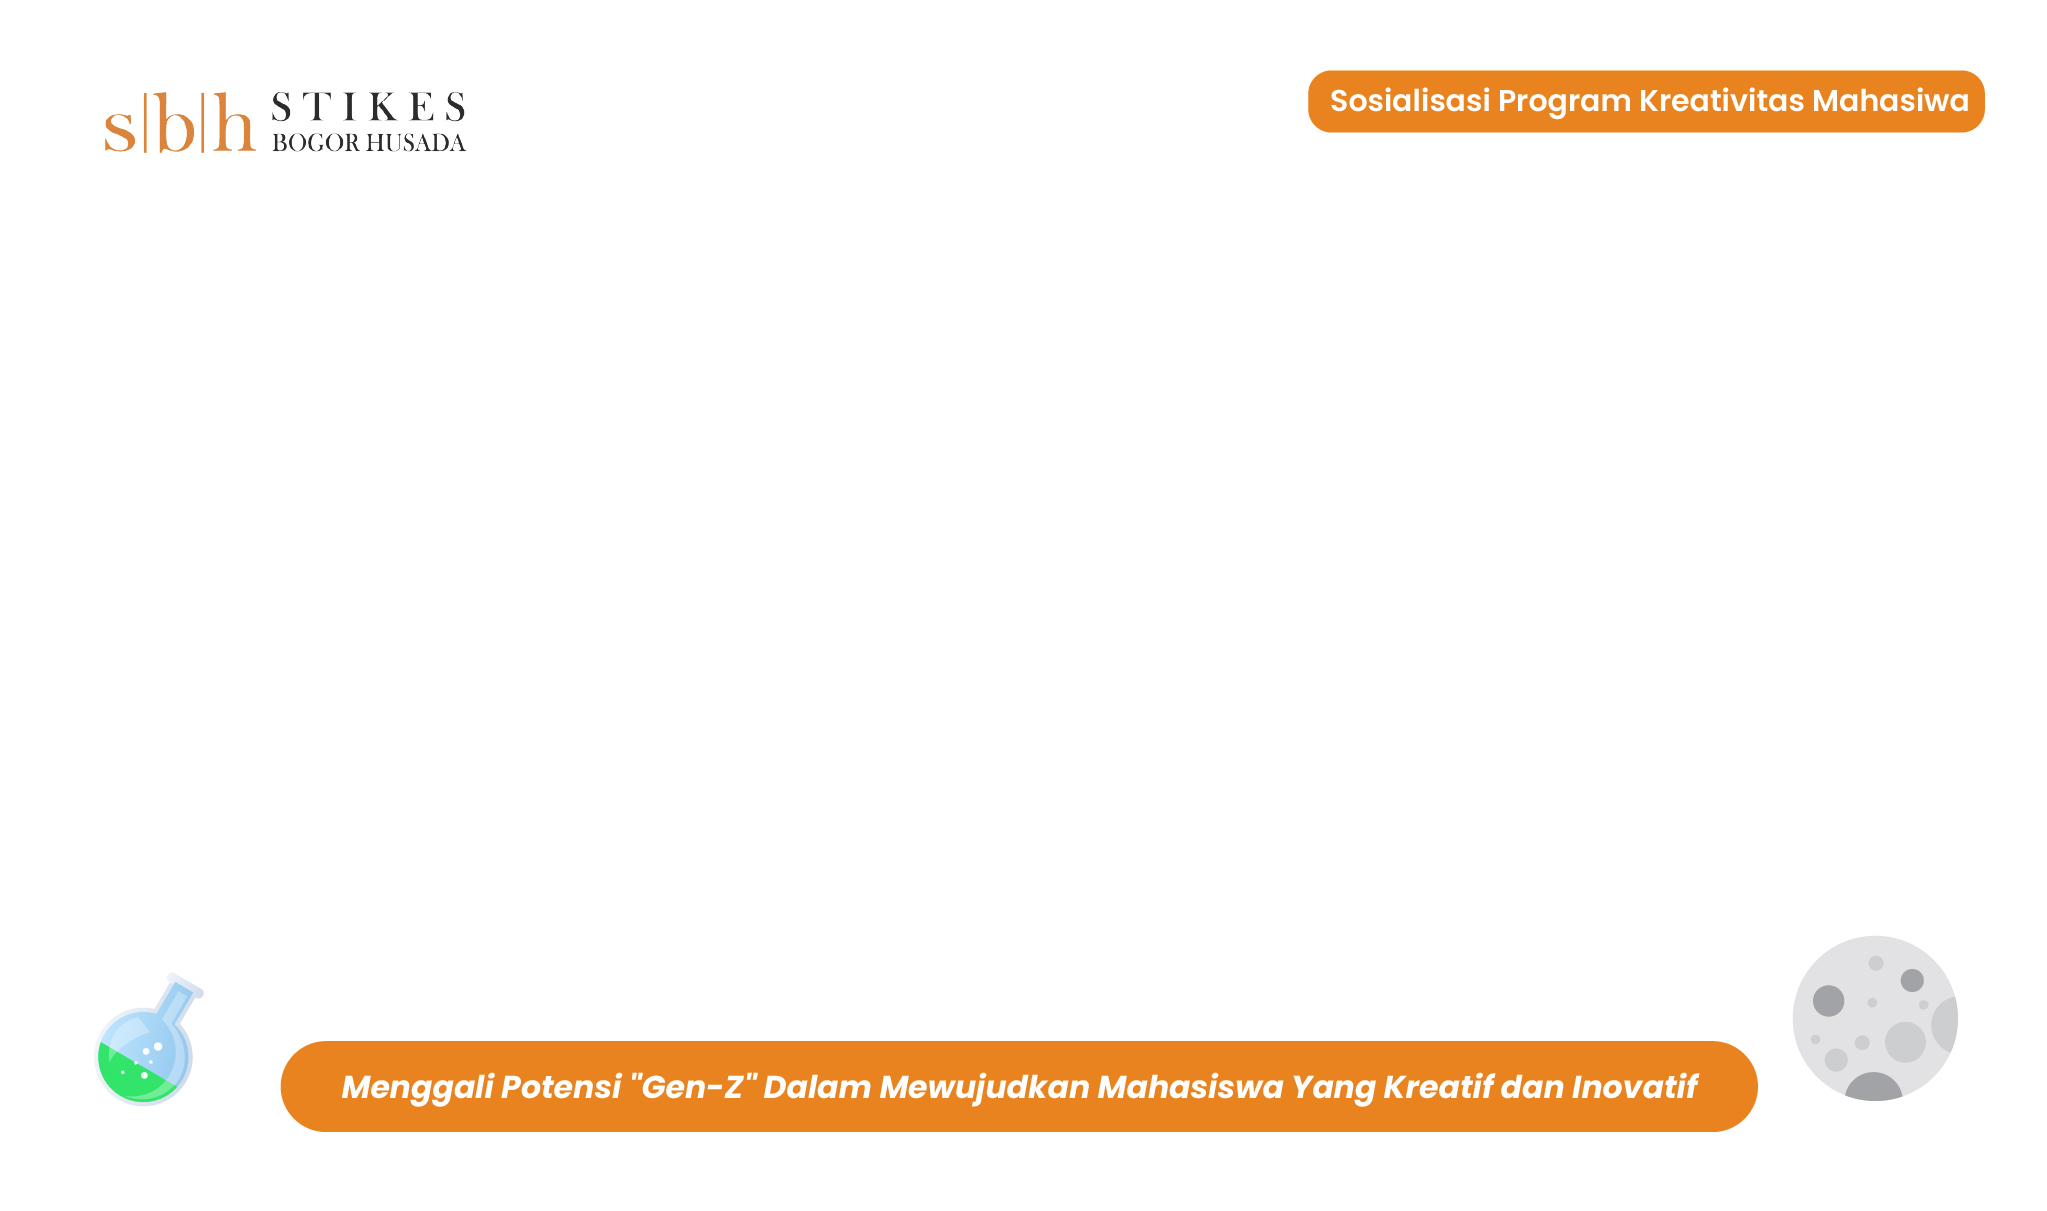 s|b|h STIKES
BOGOR HUSADA
Sosialisasi Program Kreativitas Mahasiwa
Menggali Potensi "Gen-Z" Dalam Mewujudkan Mahasiswa Yang Kreatif dan Inovatif